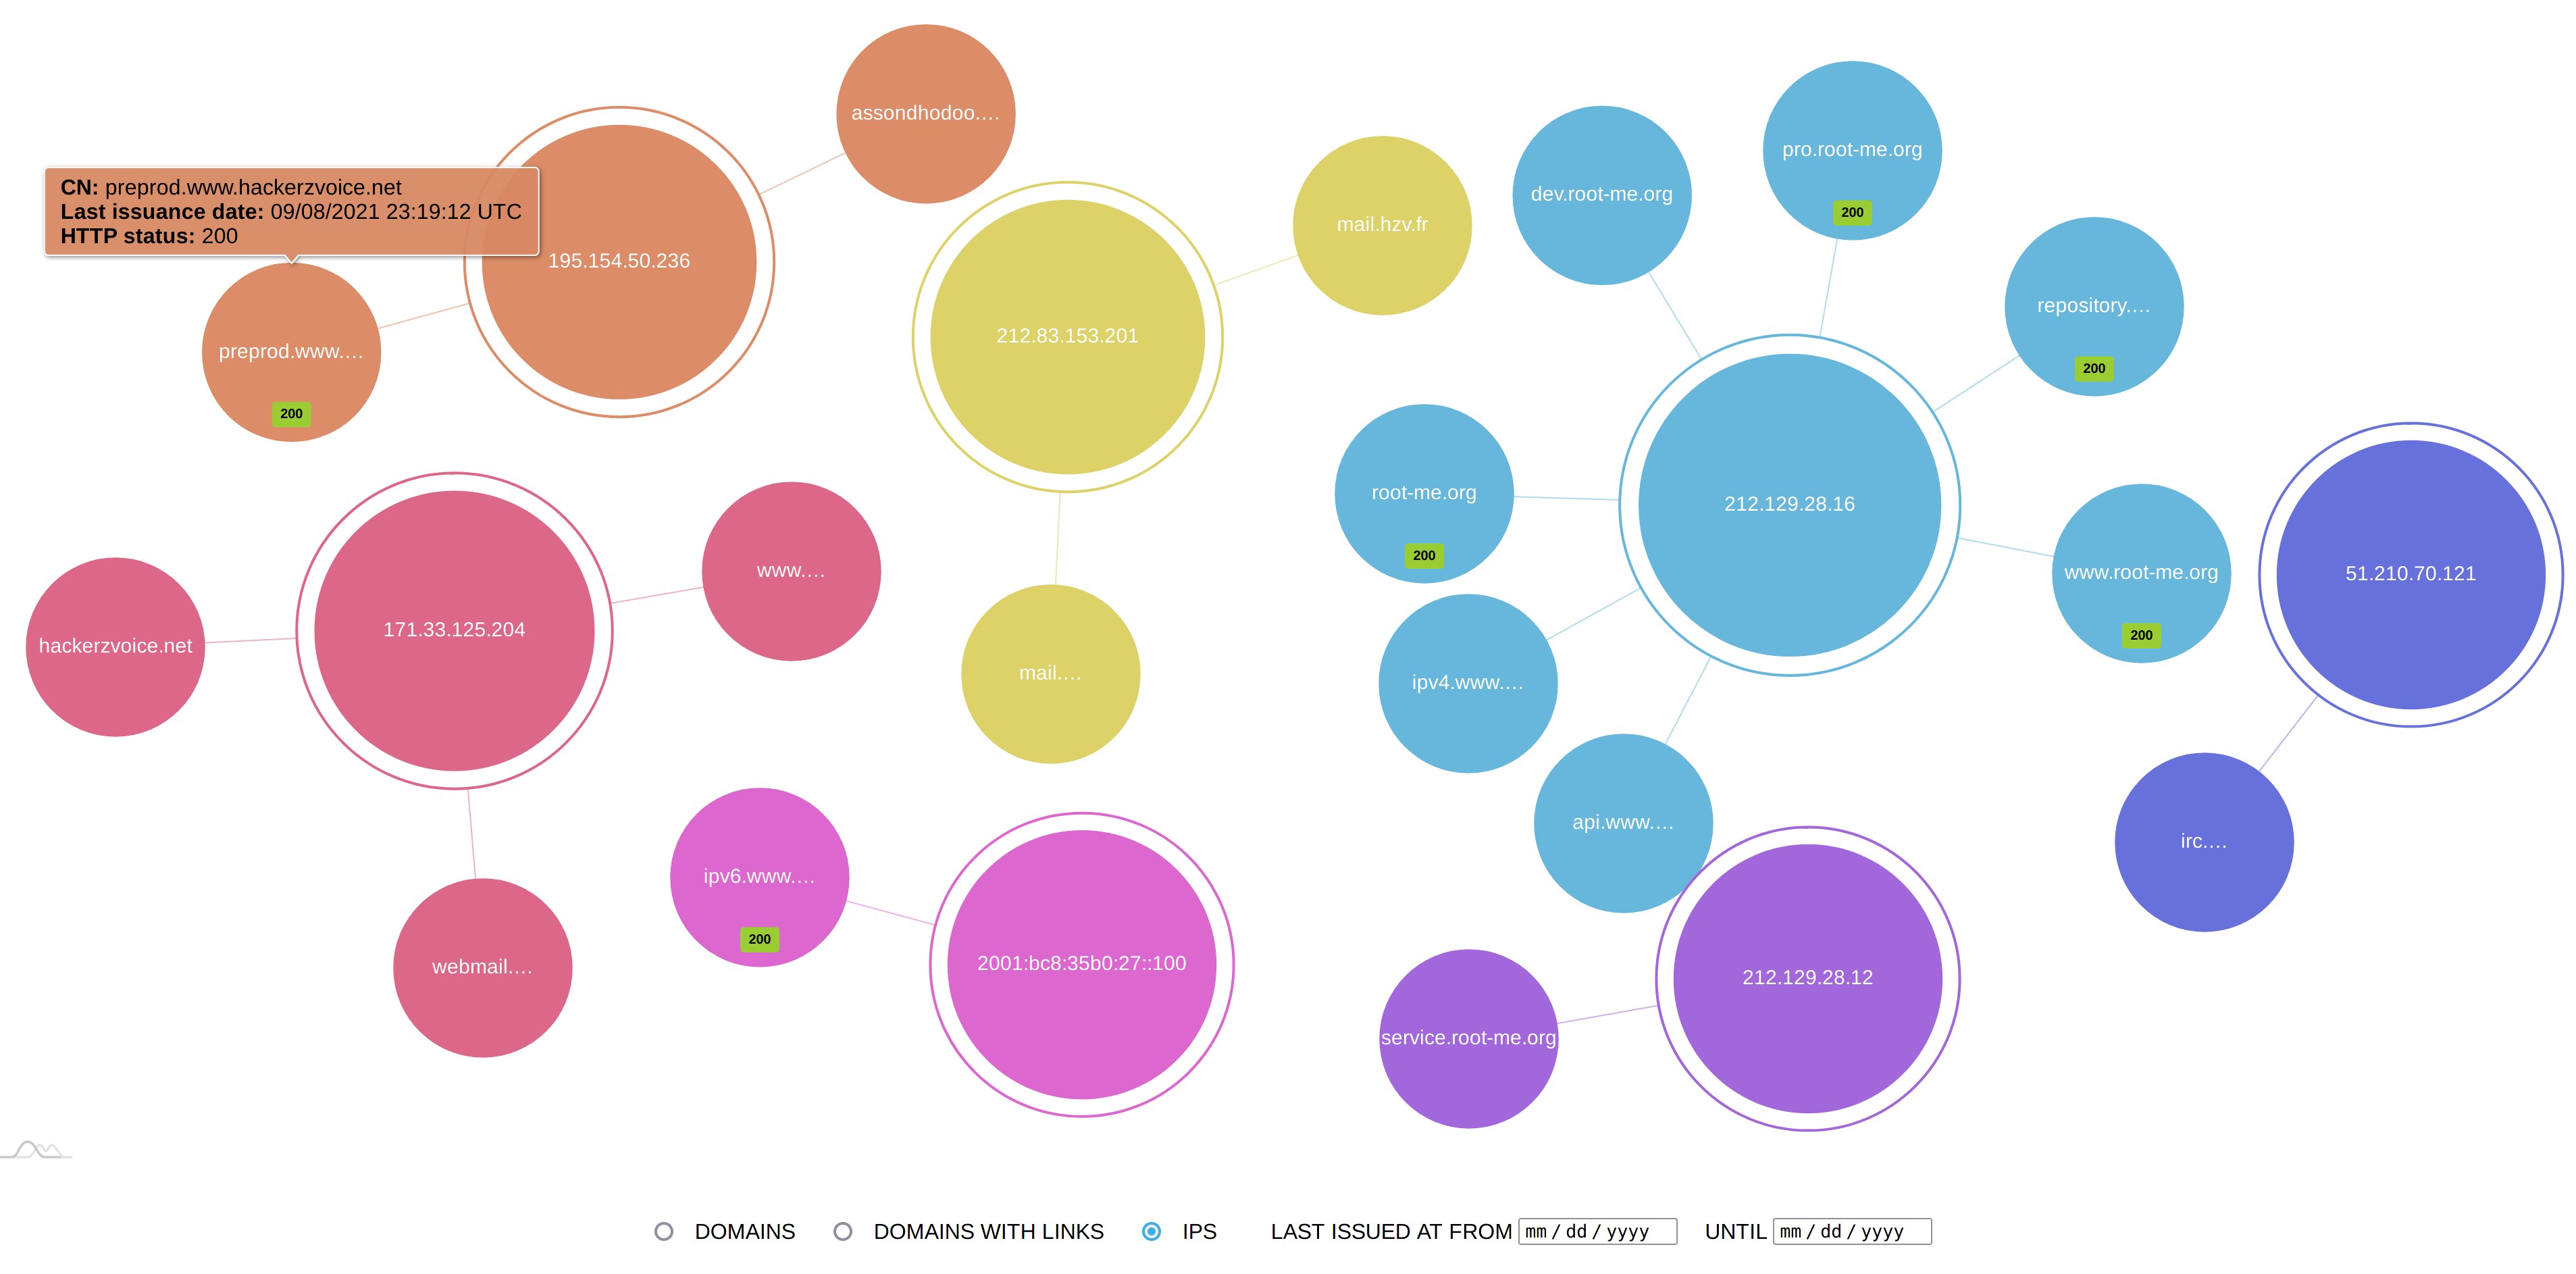 assondhodoo....
pro.root-me.org
200
CN: preprod.www.hackerzvoice.net
Last issuance date: 09/08/2021 23:19:12 UTC
HTTP status: 200
dev.root-me.org
mail.hzv.fr
195.154.50.236
repository....
200
212.83.153.201
preprod.www....
200
root-me.org
200
212.129.28.16
www....
www.root-me.org
200
51.210.70.121
171.33.125.204
hackerzvoice.net
mail....
ipv4.www....
api.www....
irc....
ipv6.www....
200
webmail....
2001:bc8:35b0:27::100
212.129.28.12
service.root-me.org
DOMAINS DOMAINS WITH LINKS IPS LAST ISSUED AT FROM mm / dd / yyyy UNTIL mm / dd / yyyy